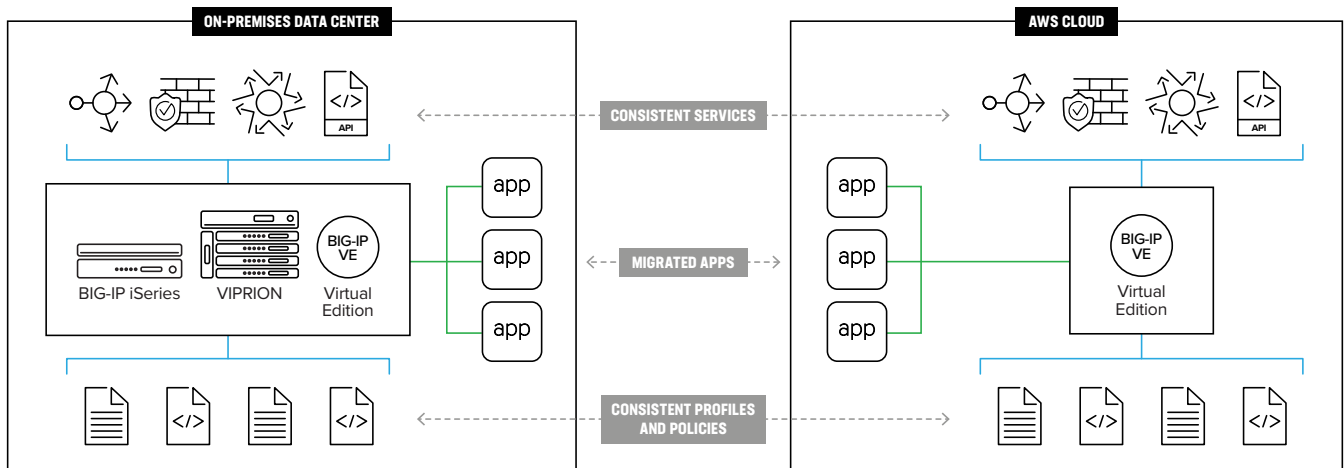 ON-PREMISES DATA CENTER
AWS CLOUD
</>
API
CONSISTENT SERVICES
</>
API
app
app
app
BIG-IP
VE
BIG-IP iSeries
VIPRION
Virtual
Edition
MIGRATED APPS
app
app
app
BIG-IP
VE
Virtual
Edition
</>
</>
CONSISTENT PROFILES
AND POLICIES
</>
</>